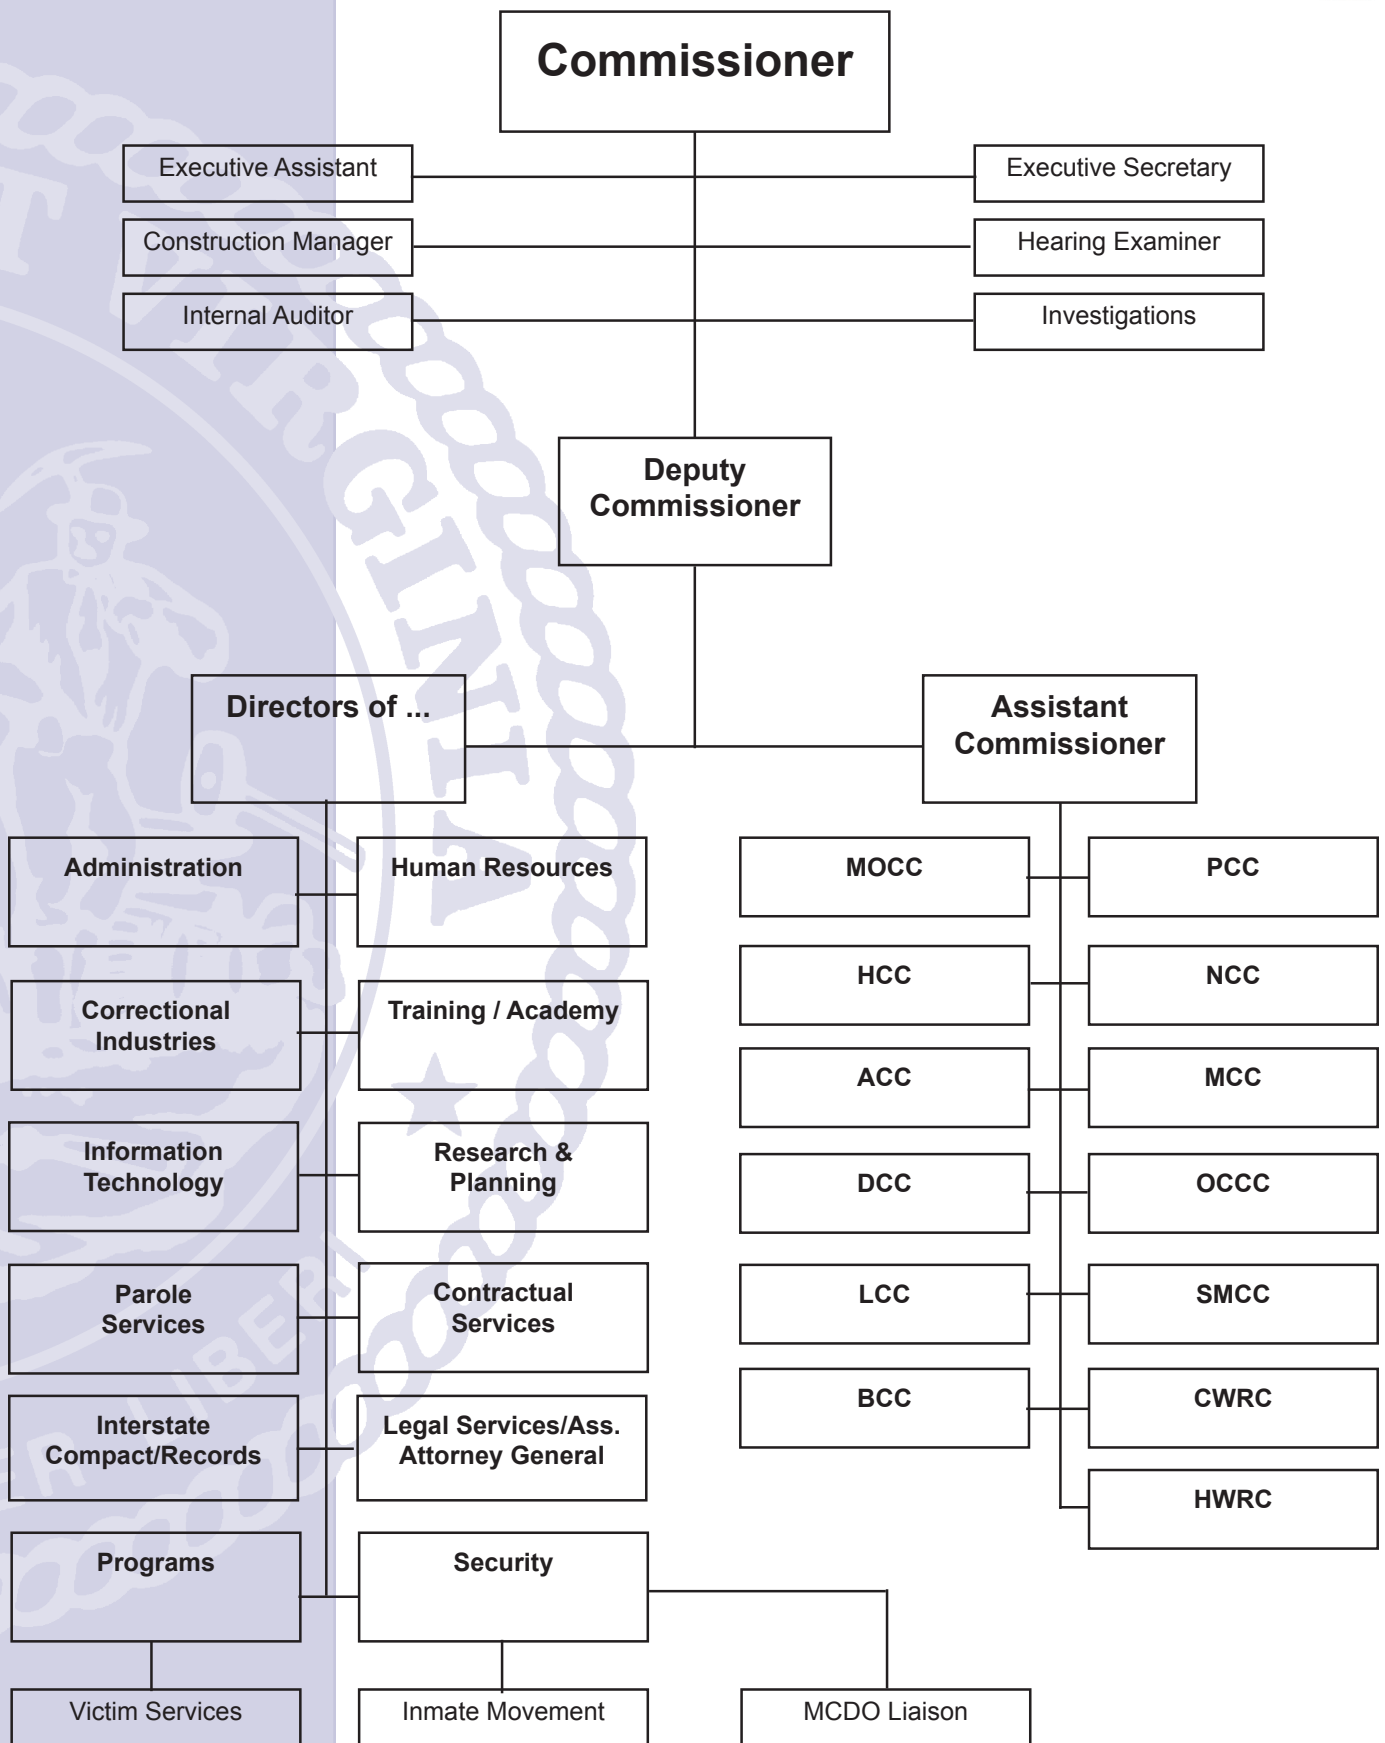 Commissioner
Executive Assistant
Executive Secretary
Construction Manager
Hearing Examiner
Internal Auditor
Investigations
Deputy
Commissioner
Directors of ...
Assistant
Commissioner
Administration
Human Resources
MOCC
PCC
HCC
NCC
Correctional
Industries
Training / Academy
ACC
MCC
Information
Technology
Research &
Planning
DCC
OCCC
Parole
Services
Contractual
Services
LCC
SMCC
BCC
CWRC
Interstate
Compact/Records
Legal Services/Ass.
Attorney General
HWRC
Programs
Security
Victim Services
Inmate Movement
MCDO Liaison
T VIRGINIA
ER LIBERI